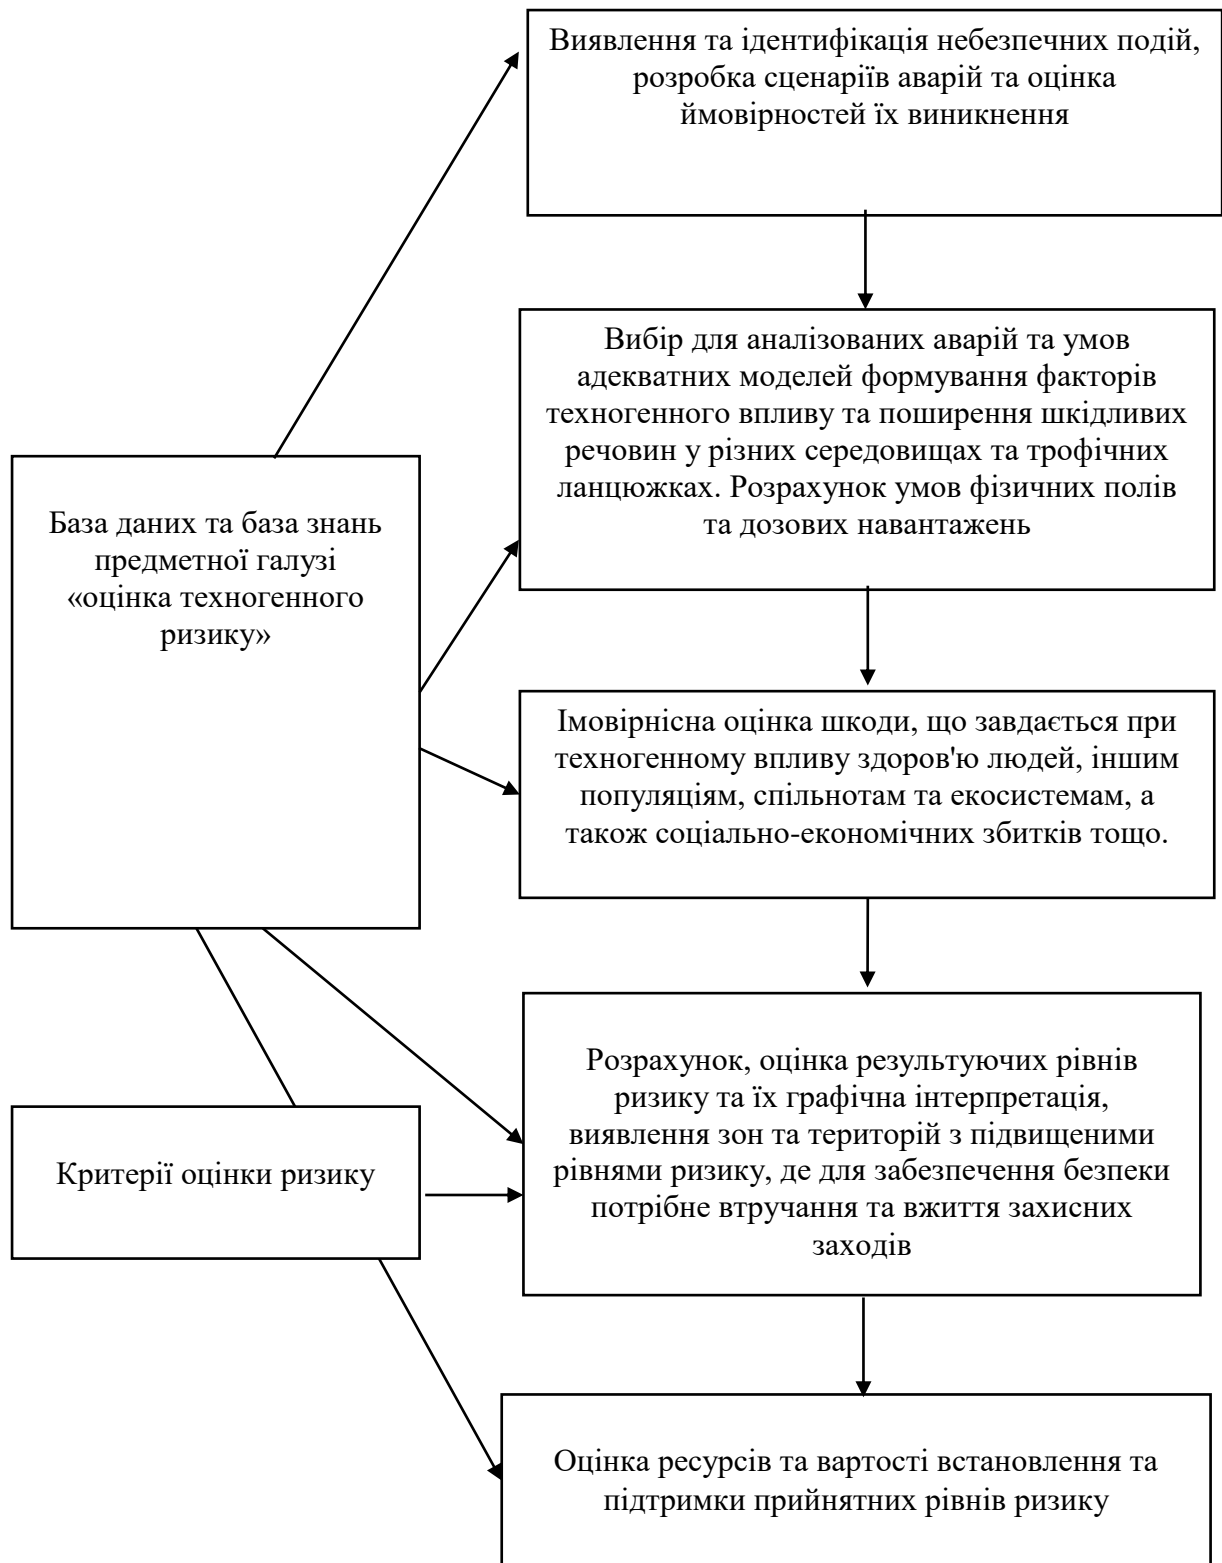 Виявлення та ідентифікація небезпечних подій,
розробка сценаріїв аварій та оцінка
ймовірностей їх виникнення
Вибір для аналізованих аварій та умов
адекватних моделей формування факторів
техногенного впливу та поширення шкідливих
речовин у різних середовищах та трофічних
ланцюжках. Розрахунок умов фізичних полів
та дозових навантажень
База даних та база знань
предметної галузі
«оцінка техногенного
ризику»
Імовірнісна оцінка шкоди, що завдається при
техногенному впливу здоров'ю людей, іншим
популяціям, спільнотам та екосистемам, а
також соціально-економічних збитків тощо.
Розрахунок, оцінка результуючих рівнів
ризику та їх графічна інтерпретація,
виявлення зон та територій з підвищеними
рівнями ризику, де для забезпечення безпеки
потрібне втручання та вжиття захисних
заходів
Критерії оцінки ризику
Оцінка ресурсів та вартості встановлення та
підтримки прийнятних рівнів ризику